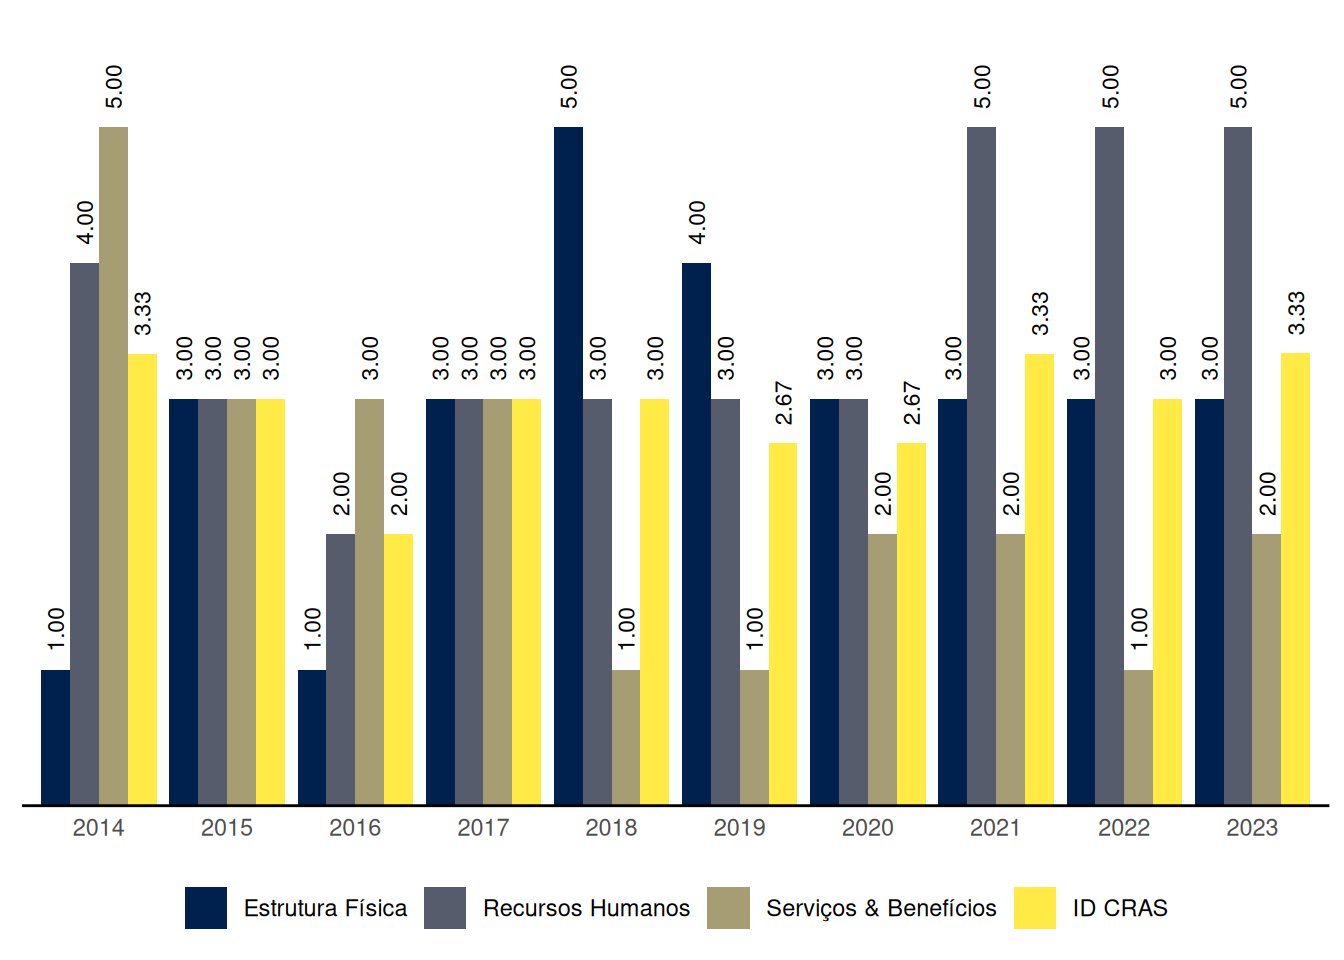 5.00 5.00 5.00 5.00 5.00
4.00 4.00
3.33 3.33 3.33
3.00 3.00 3.00 3.00 3.00 3.00 3.00 3.00 3.00 3.00 3.00 3.00 3.00 3.00 3.00 3.00 3.00 3.00
2.67 2.67
2.00 2.00 2.00 2.00 2.00
1.00 1.00 1.00 1.00 1.00
2014 2015 2016 2017 2018 2019 2020 2021 2022 2023
Estrutura Física Recursos Humanos Serviços & Benefícios ID CRAS